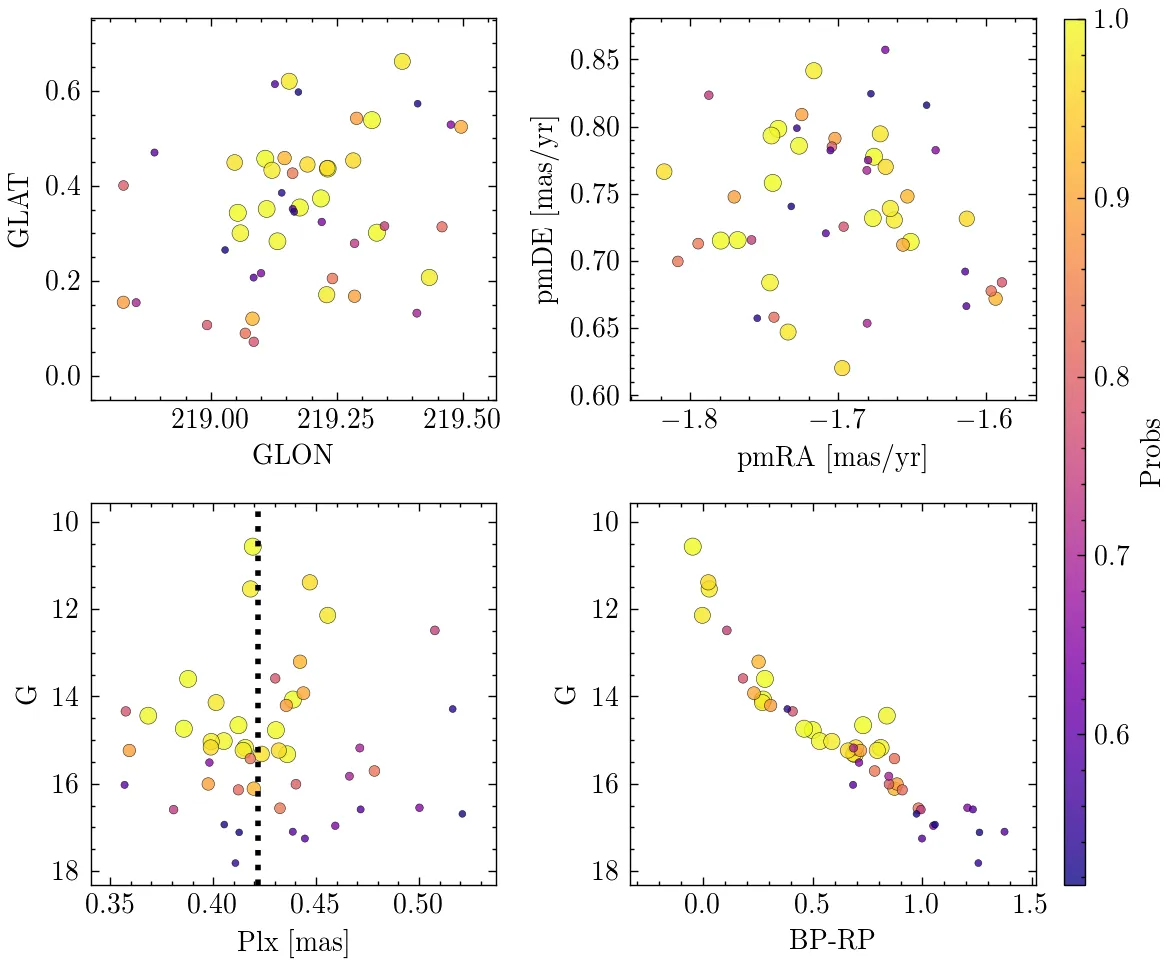 0.6
0.4
0.2
0.0
GLAT
219.00 219.25 219.50
GLON
0.85
0.80
0.75
0.70
0.65
0.60
pmDE [mas/yr]
−1.8 −1.7 −1.6
pmRA [mas/yr]
10
12
14
16
18
G
0.35 0.40 0.45 0.50
Plx [mas]
10
12
14
16
18
G
0.0 0.5 1.0 1.5
BP-RP
1.0
0.9
0.8
0.7
0.6
Probs